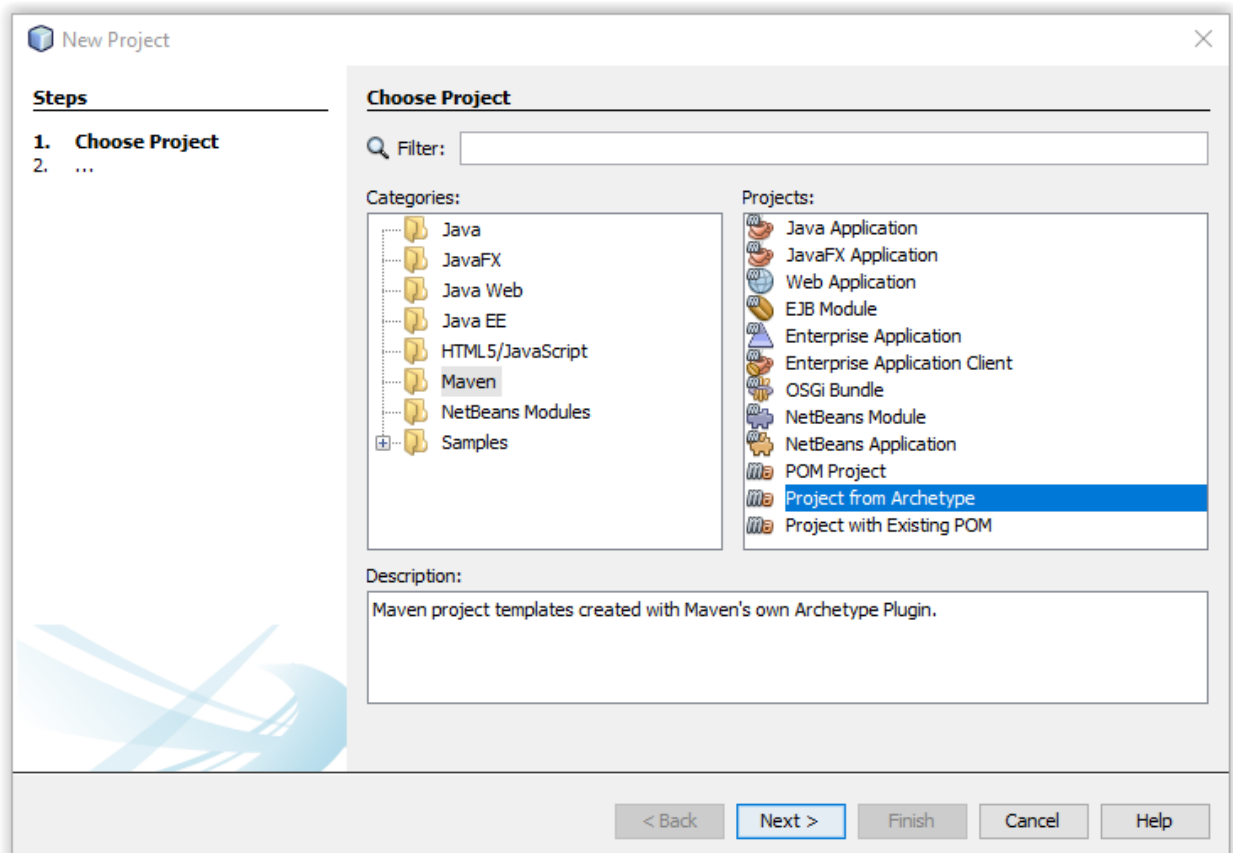 New Project
Steps
1. Choose Project
2. ...
Choose Project
Filter:
Categories:
Java
JavaFX
Java Web
Java EE
HTML5/JavaScript
Maven
NetBeans Modules
Samples
Projects:
Java Application
JavaFX Application
Web Application
EJB Module
Enterprise Application
Enterprise Application Client
OSGi Bundle
NetBeans Module
NetBeans Application
POM Project
Project from Archetype
Project with Existing POM
Description:
Maven project templates created with Maven's own Archetype Plugin.
< Back
Next >
Finish
Cancel
Help